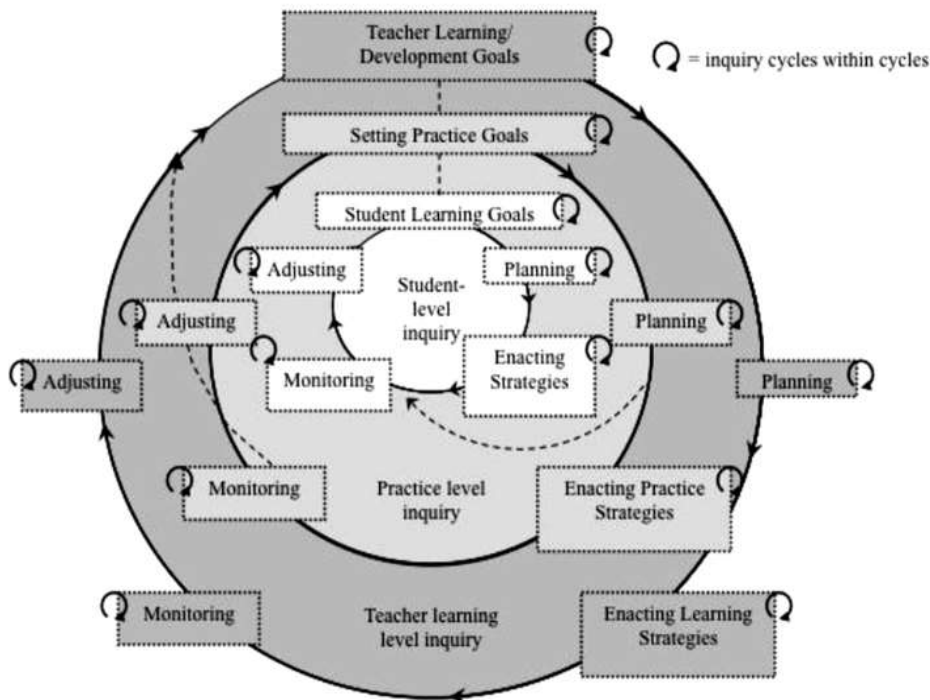 Teacher Learning/
Development Goals
= inquiry cycles within cycles
Setting Practice Goals
Student Learning Goals
Adjusting
Planning
Student-
level
inquiry
Adjusting
Planning
Enacting
Strategies
Monitoring
Adjusting
Planning
Monitoring
Practice level
inquiry
Enacting Practice
Strategies
Monitoring
Teacher learning
level inquiry
Enacting Learning
Strategies